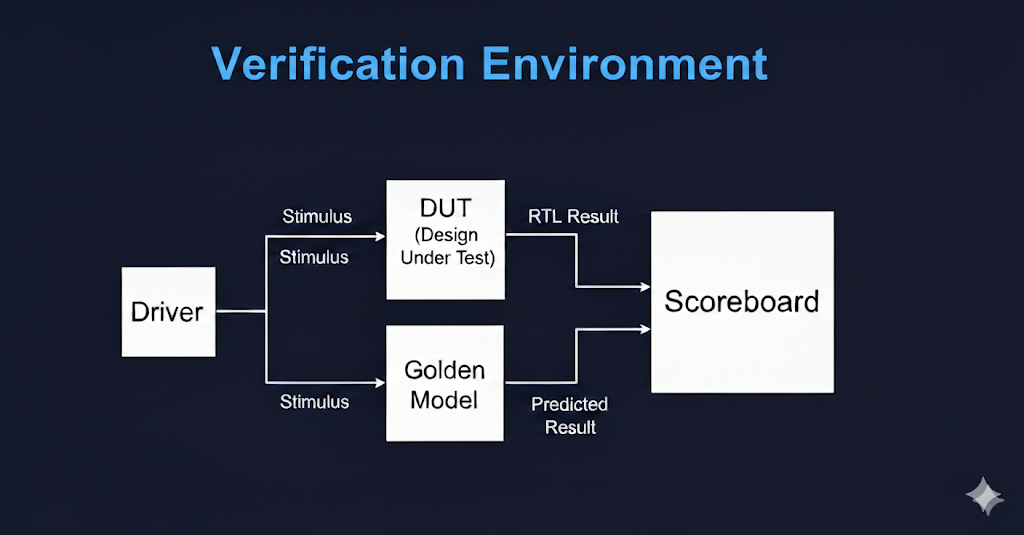 Verification Environment
Stimulus
DUT
(Design
Under Test)
RTL Result
Stimulus
Driver
Scoreboard
Golden
Model
Stimulus
Predicted
Result